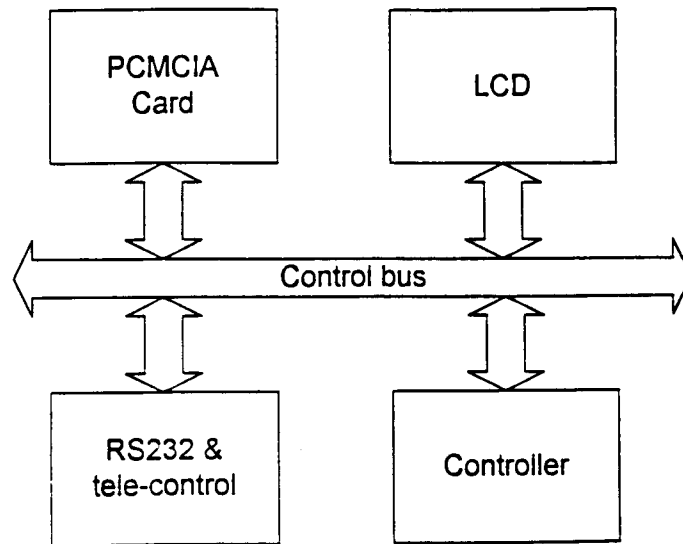 PCMCIA
Card
LCD
Control bus
RS232 &
tele-control
Controller